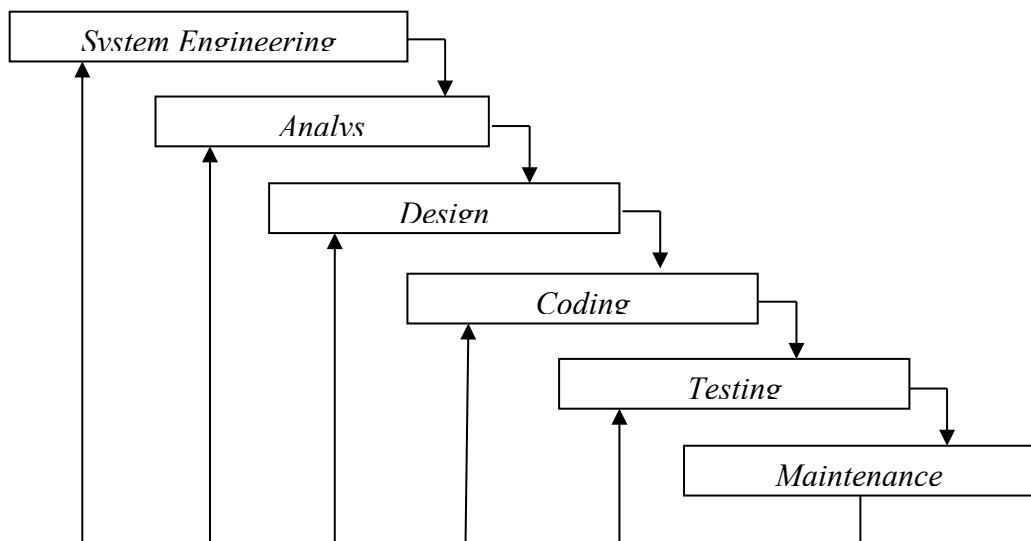 System Engineering
Analys
Design
Coding
Testing
Maintenance